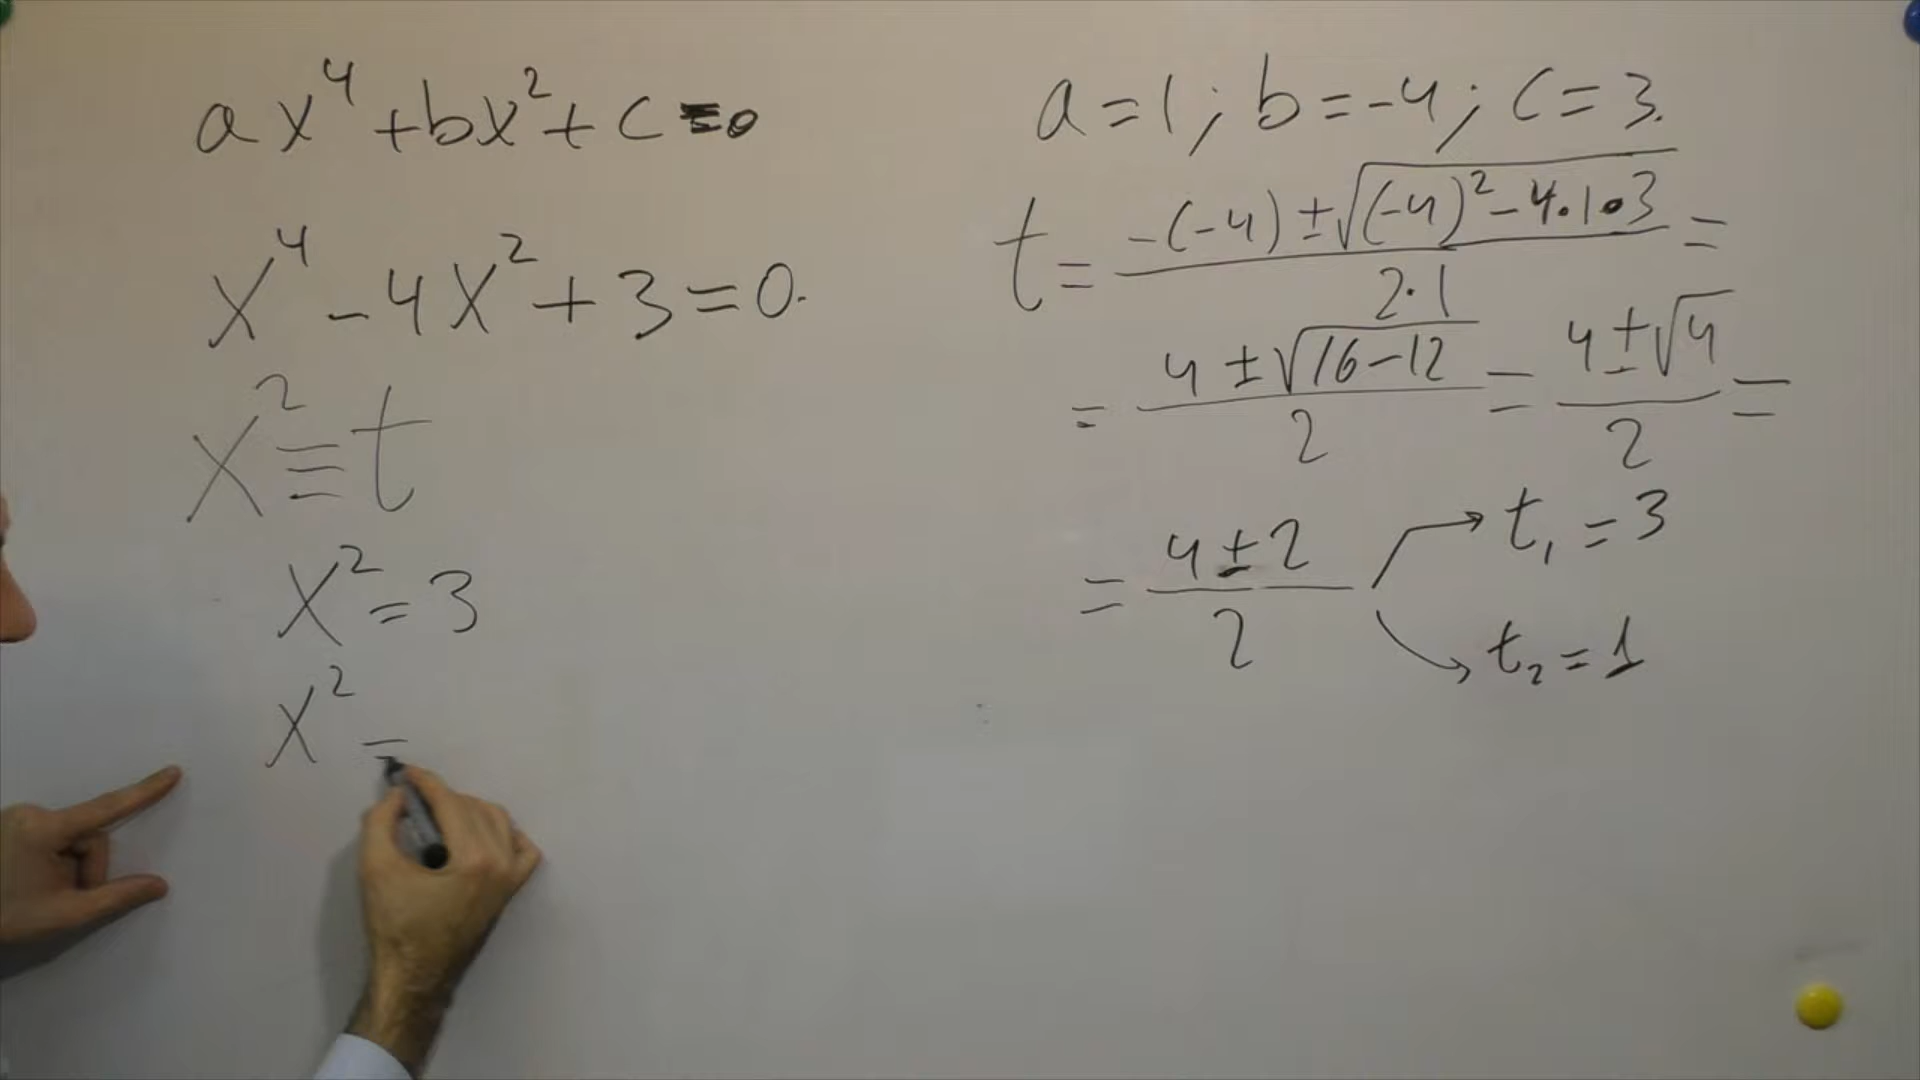 ax⁴+bx²+c=0
x⁴-4x²+3=0.
x²≡t
x²=3
x²=
a=1; b=-4; c=3.
t=(-(-4)±√((-4)²-4·1·3))/(2·1)=
=(4±√(16-12))/2=(4±√4)/2=
=(4±2)/2
t₁=3
t₂=1